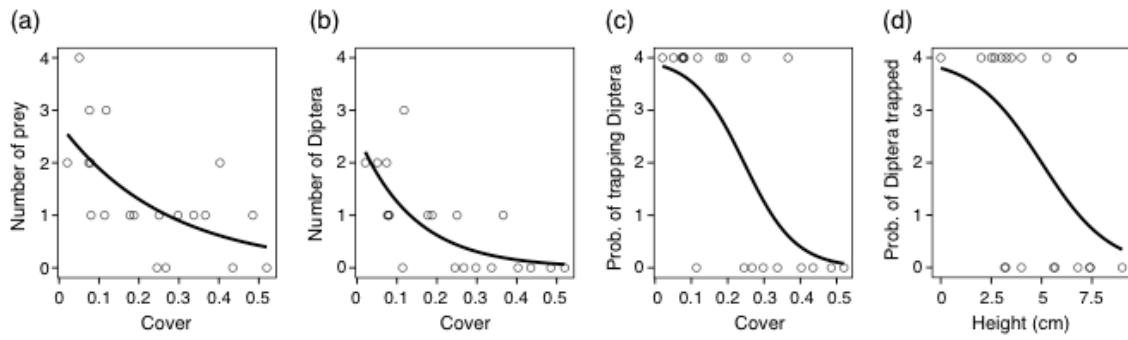 (a)
Number of prey
4
3
2
1
0
0 0.1 0.2 0.3 0.4 0.5
Cover
(b)
Number of Diptera
4
3
2
1
0
0 0.1 0.2 0.3 0.4 0.5
Cover
(c)
Prob. of trapping Diptera
4
3
2
1
0
0 0.1 0.2 0.3 0.4 0.5
Cover
(d)
Prob. of Diptera trapped
4
3
2
1
0
0 2.5 5 7.5
Height (cm)